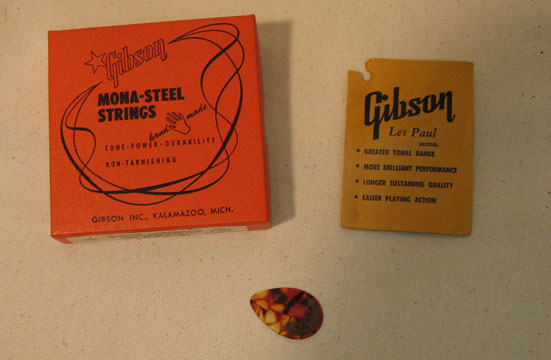 Gibson
MONA-STEEL
STRINGS
hand made
TONE-POWER-DURABILITY
NON-TARNISHING
GIBSON INC., KALAMAZOO, MICH.
Gibson
Les Paul
MODEL
GREATER TONAL RANGE
MORE BRILLIANT PERFORMANCE
LONGER SUSTAINING QUALITY
EASIER PLAYING ACTION